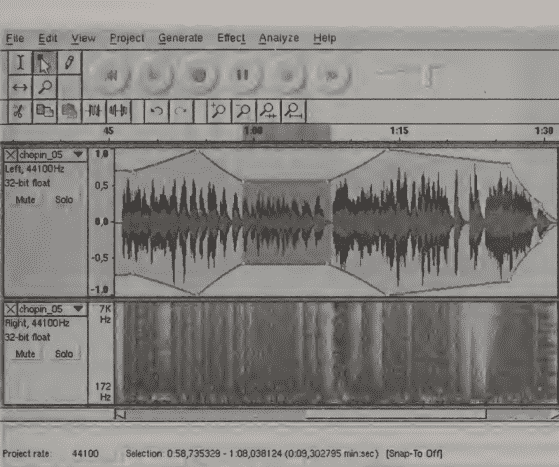 File Edit View Project Generate Effect Analyze Help
45 1:00 1:15 1:30
chopin_05
Left, 44100Hz
32-bit float
Mute Solo
1.0
0,5
0,0
-0,5
-1.0
chopin_05
Right, 44100Hz
32-bit float
Mute Solo
7K
Hz
172
Hz
Project rate: 44100 Selection: 0:58,735329 - 1:08,038124 (0:09,302795 min:sec) [Snap-To Off]